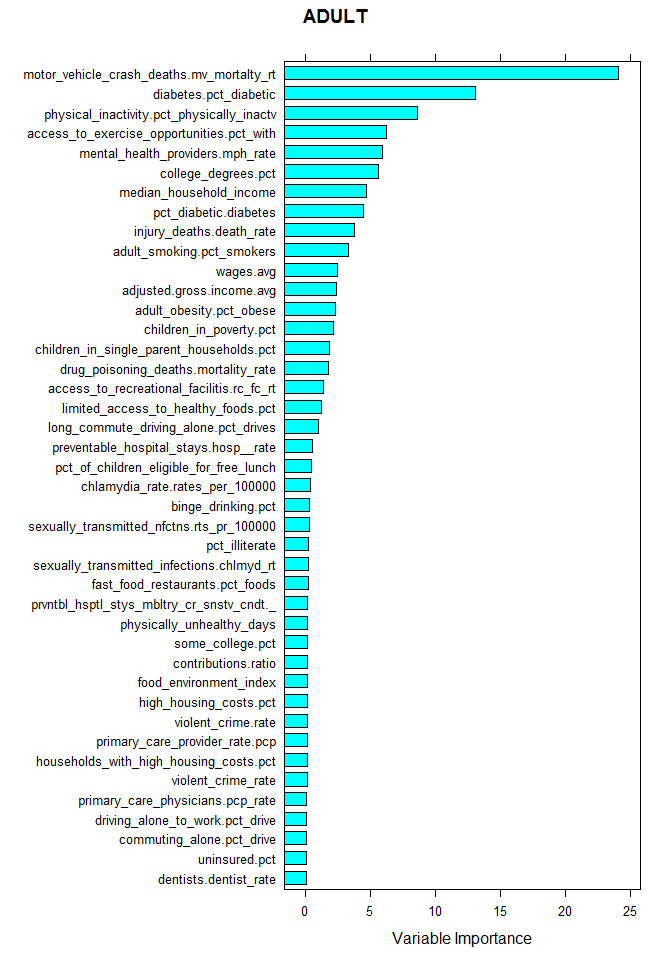 ADULT
motor_vehicle_crash_deaths.mv_mortalty_rt
diabetes.pct_diabetic
physical_inactivity.pct_physically_inactv
access_to_exercise_opportunities.pct_with
mental_health_providers.mph_rate
college_degrees.pct
median_household_income
pct_diabetic.diabetes
injury_deaths.death_rate
adult_smoking.pct_smokers
wages.avg
adjusted.gross.income.avg
adult_obesity.pct_obese
children_in_poverty.pct
children_in_single_parent_households.pct
drug_poisoning_deaths.mortality_rate
access_to_recreational_facilitis.rc_fc_rt
limited_access_to_healthy_foods.pct
long_commute_driving_alone.pct_drives
preventable_hospital_stays.hosp__rate
pct_of_children_eligible_for_free_lunch
chlamydia_rate.rates_per_100000
binge_drinking.pct
sexually_transmitted_nfctns.rts_pr_100000
pct_illiterate
sexually_transmitted_infections.chlmyd_rt
fast_food_restaurants.pct_foods
prvntbl_hsptl_stys_mbltry_cr_snstv_cndt._
physically_unhealthy_days
some_college.pct
contributions.ratio
food_environment_index
high_housing_costs.pct
violent_crime.rate
primary_care_provider_rate.pcp
households_with_high_housing_costs.pct
violent_crime_rate
primary_care_physicians.pcp_rate
driving_alone_to_work.pct_drive
commuting_alone.pct_drive
uninsured.pct
dentists.dentist_rate
0 5 10 15 20 25
Variable Importance